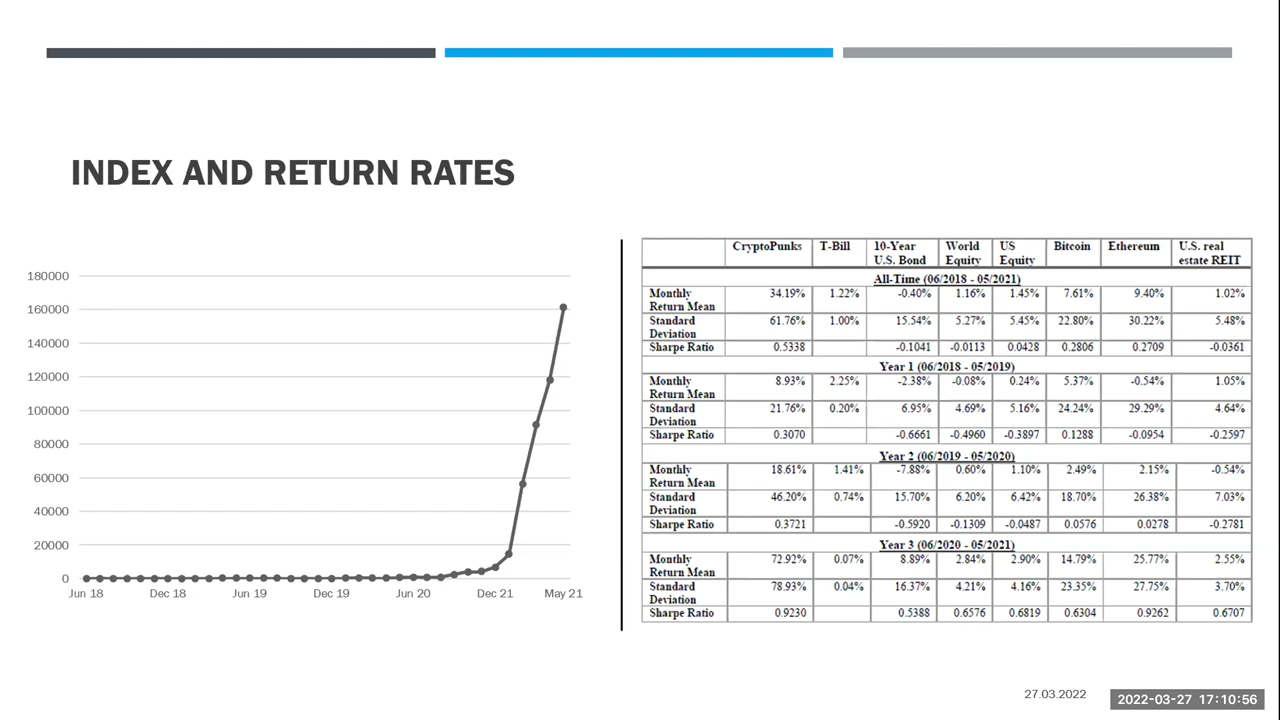 INDEX AND RETURN RATES
180000
160000
140000
120000
100000
80000
60000
40000
20000
0
Jun 18 Dec 18 Jun 19 Dec 19 Jun 20 Dec 21 May 21
CryptoPunks T-Bill 10-Year U.S. Bond World Equity US Equity Bitcoin Ethereum U.S. real estate REIT
All-Time (06/2018 - 05/2021)
Monthly Return Mean 34.19% 1.22% -0.40% 1.16% 1.45% 7.61% 9.40% 1.02%
Standard Deviation 61.76% 1.00% 15.54% 5.27% 5.45% 22.80% 30.22% 5.48%
Sharpe Ratio 0.5338 -0.1041 -0.0113 0.0428 0.2806 0.2709 -0.0361
Year 1 (06/2018 - 05/2019)
Monthly Return Mean 8.93% 2.25% -2.38% -0.08% 0.24% 5.37% -0.54% 1.05%
Standard Deviation 21.76% 0.20% 6.95% 4.69% 5.16% 24.24% 29.29% 4.64%
Sharpe Ratio 0.3070 -0.6661 -0.4960 -0.3897 0.1288 -0.0954 -0.2597
Year 2 (06/2019 - 05/2020)
Monthly Return Mean 18.61% 1.41% -7.88% 0.60% 1.10% 2.49% 2.15% -0.54%
Standard Deviation 46.20% 0.74% 15.70% 6.20% 6.42% 18.70% 26.38% 7.03%
Sharpe Ratio 0.3721 -0.5920 -0.1309 -0.0487 0.0576 0.0278 -0.2781
Year 3 (06/2020 - 05/2021)
Monthly Return Mean 72.92% 0.07% 8.89% 2.84% 2.90% 14.79% 25.77% 2.55%
Standard Deviation 78.93% 0.04% 16.37% 4.21% 4.16% 23.35% 27.75% 3.70%
Sharpe Ratio 0.9230 0.5388 0.6576 0.6819 0.6304 0.9262 0.6707
27.03.2022
2022-03-27 17:10:56